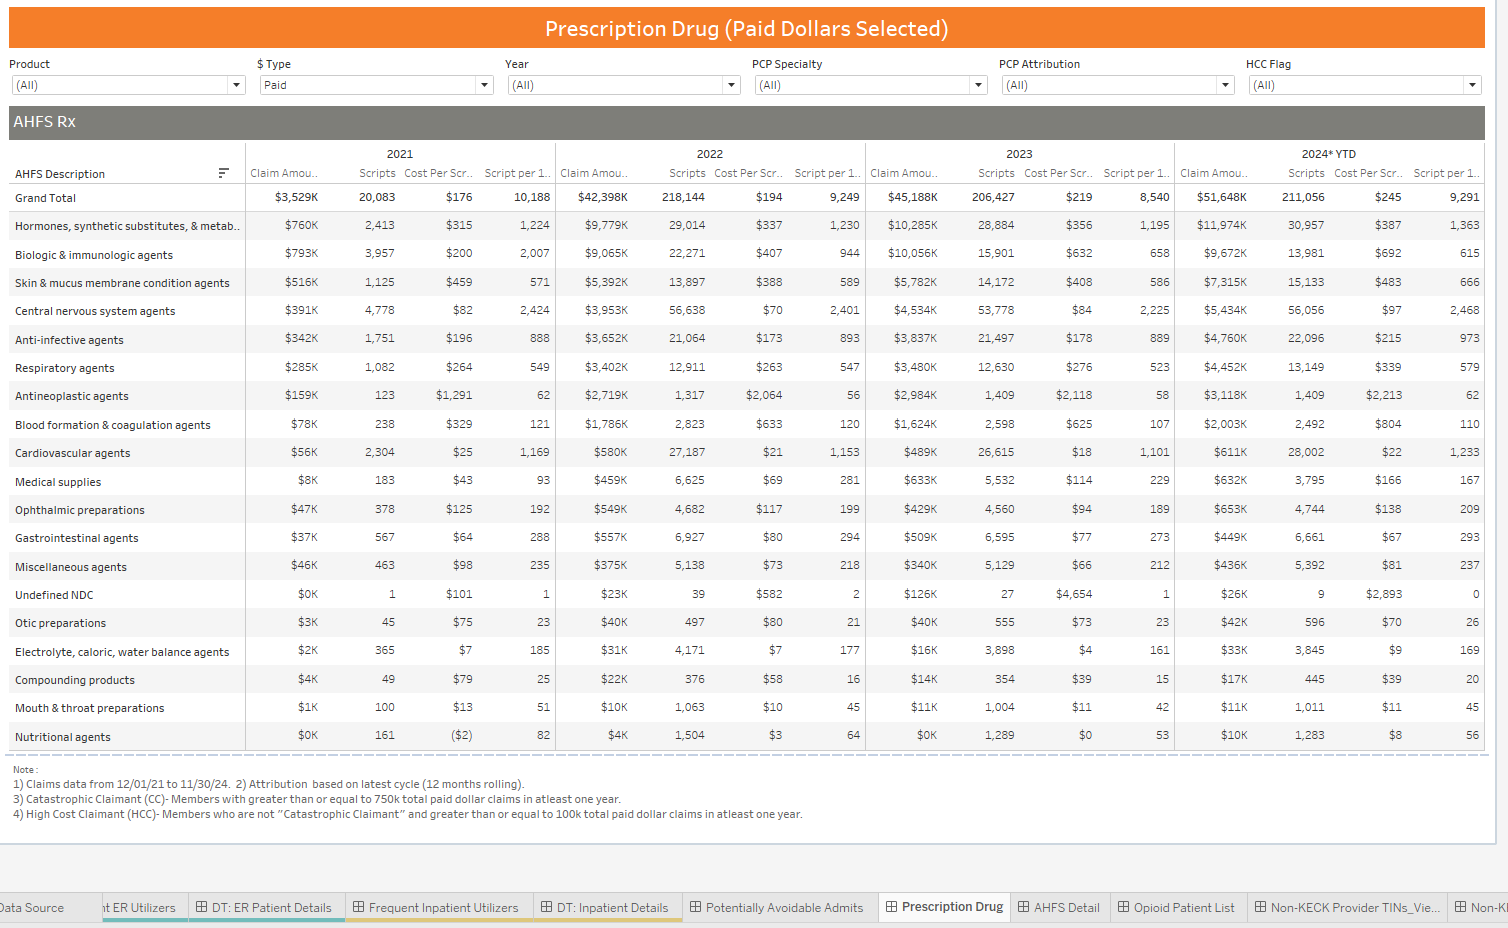 Prescription Drug (Paid Dollars Selected)
Product $ Type Year PCP Specialty PCP Attribution HCC Flag
(All) Paid (All) (All) (All) (All)
AHFS Rx
2021 2022 2023 2024* YTD
AHFS Description Claim Amou.. Scripts Cost Per Scr.. Script per 1.. Claim Amou.. Scripts Cost Per Scr.. Script per 1.. Claim Amou.. Scripts Cost Per Scr.. Script per 1.. Claim Amou.. Scripts Cost Per Scr.. Script per 1..
Grand Total $3,529K 20,083 $176 10,188 $42,398K 218,144 $194 9,249 $45,188K 206,427 $219 8,540 $51,648K 211,056 $245 9,291
Hormones, synthetic substitutes, & metab.. $760K 2,413 $315 1,224 $9,779K 29,014 $337 1,230 $10,285K 28,884 $356 1,195 $11,974K 30,957 $387 1,363
Biologic & immunologic agents $793K 3,957 $200 2,007 $9,065K 22,271 $407 944 $10,056K 15,901 $632 658 $9,672K 13,981 $692 615
Skin & mucus membrane condition agents $516K 1,125 $459 571 $5,392K 13,897 $388 589 $5,782K 14,172 $408 586 $7,315K 15,133 $483 666
Central nervous system agents $391K 4,778 $82 2,424 $3,953K 56,638 $70 2,401 $4,534K 53,778 $84 2,225 $5,434K 56,056 $97 2,468
Anti-infective agents $342K 1,751 $196 888 $3,652K 21,064 $173 893 $3,837K 21,497 $178 889 $4,760K 22,096 $215 973
Respiratory agents $285K 1,082 $264 549 $3,402K 12,911 $263 547 $3,480K 12,630 $276 523 $4,452K 13,149 $339 579
Antineoplastic agents $159K 123 $1,291 62 $2,719K 1,317 $2,064 56 $2,984K 1,409 $2,118 58 $3,118K 1,409 $2,213 62
Blood formation & coagulation agents $78K 238 $329 121 $1,786K 2,823 $633 120 $1,624K 2,598 $625 107 $2,003K 2,492 $804 110
Cardiovascular agents $56K 2,304 $25 1,169 $580K 27,187 $21 1,153 $489K 26,615 $18 1,101 $611K 28,002 $22 1,233
Medical supplies $8K 183 $43 93 $459K 6,625 $69 281 $633K 5,532 $114 229 $632K 3,795 $166 167
Ophthalmic preparations $47K 378 $125 192 $549K 4,682 $117 199 $429K 4,560 $94 189 $653K 4,744 $138 209
Gastrointestinal agents $37K 567 $64 288 $557K 6,927 $80 294 $509K 6,595 $77 273 $449K 6,661 $67 293
Miscellaneous agents $46K 463 $98 235 $375K 5,138 $73 218 $340K 5,129 $66 212 $436K 5,392 $81 237
Undefined NDC $0K 1 $101 1 $23K 39 $582 2 $126K 27 $4,654 1 $26K 9 $2,893 0
Otic preparations $3K 45 $75 23 $40K 497 $80 21 $40K 555 $73 23 $42K 596 $70 26
Electrolyte, caloric, water balance agents $2K 365 $7 185 $31K 4,171 $7 177 $16K 3,898 $4 161 $33K 3,845 $9 169
Compounding products $4K 49 $79 25 $22K 376 $58 16 $14K 354 $39 15 $17K 445 $39 20
Mouth & throat preparations $1K 100 $13 51 $10K 1,063 $10 45 $11K 1,004 $11 42 $11K 1,011 $11 45
Nutritional agents $0K 161 ($2) 82 $4K 1,504 $3 64 $0K 1,289 $0 53 $10K 1,283 $8 56
Note :
1) Claims data from 12/01/21 to 11/30/24. 2) Attribution based on latest cycle (12 months rolling).
3) Catastrophic Claimant (CC)- Members with greater than or equal to 750k total paid dollar claims in atleast one year.
4) High Cost Claimant (HCC)- Members who are not "Catastrophic Claimant" and greater than or equal to 100k total paid dollar claims in atleast one year.
Data Source nt ER Utilizers DT: ER Patient Details Frequent Inpatient Utilizers DT: Inpatient Details Potentially Avoidable Admits Prescription Drug AHFS Detail Opioid Patient List Non-KECK Provider TINs_Vie... Non-K